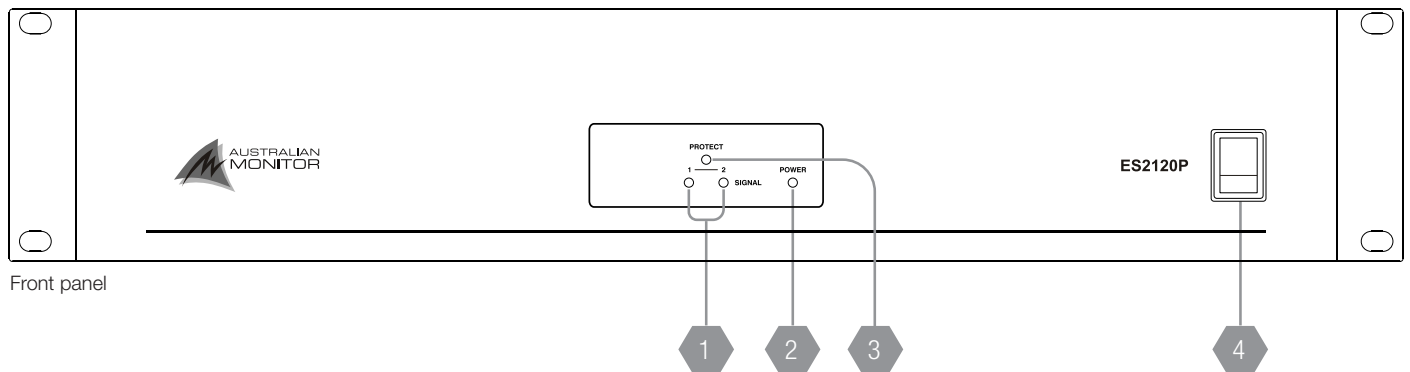 AUSTRALIAN
MONITOR
PROTECT
1 2
SIGNAL
POWER
ES2120P
Front panel
1 2 3 4